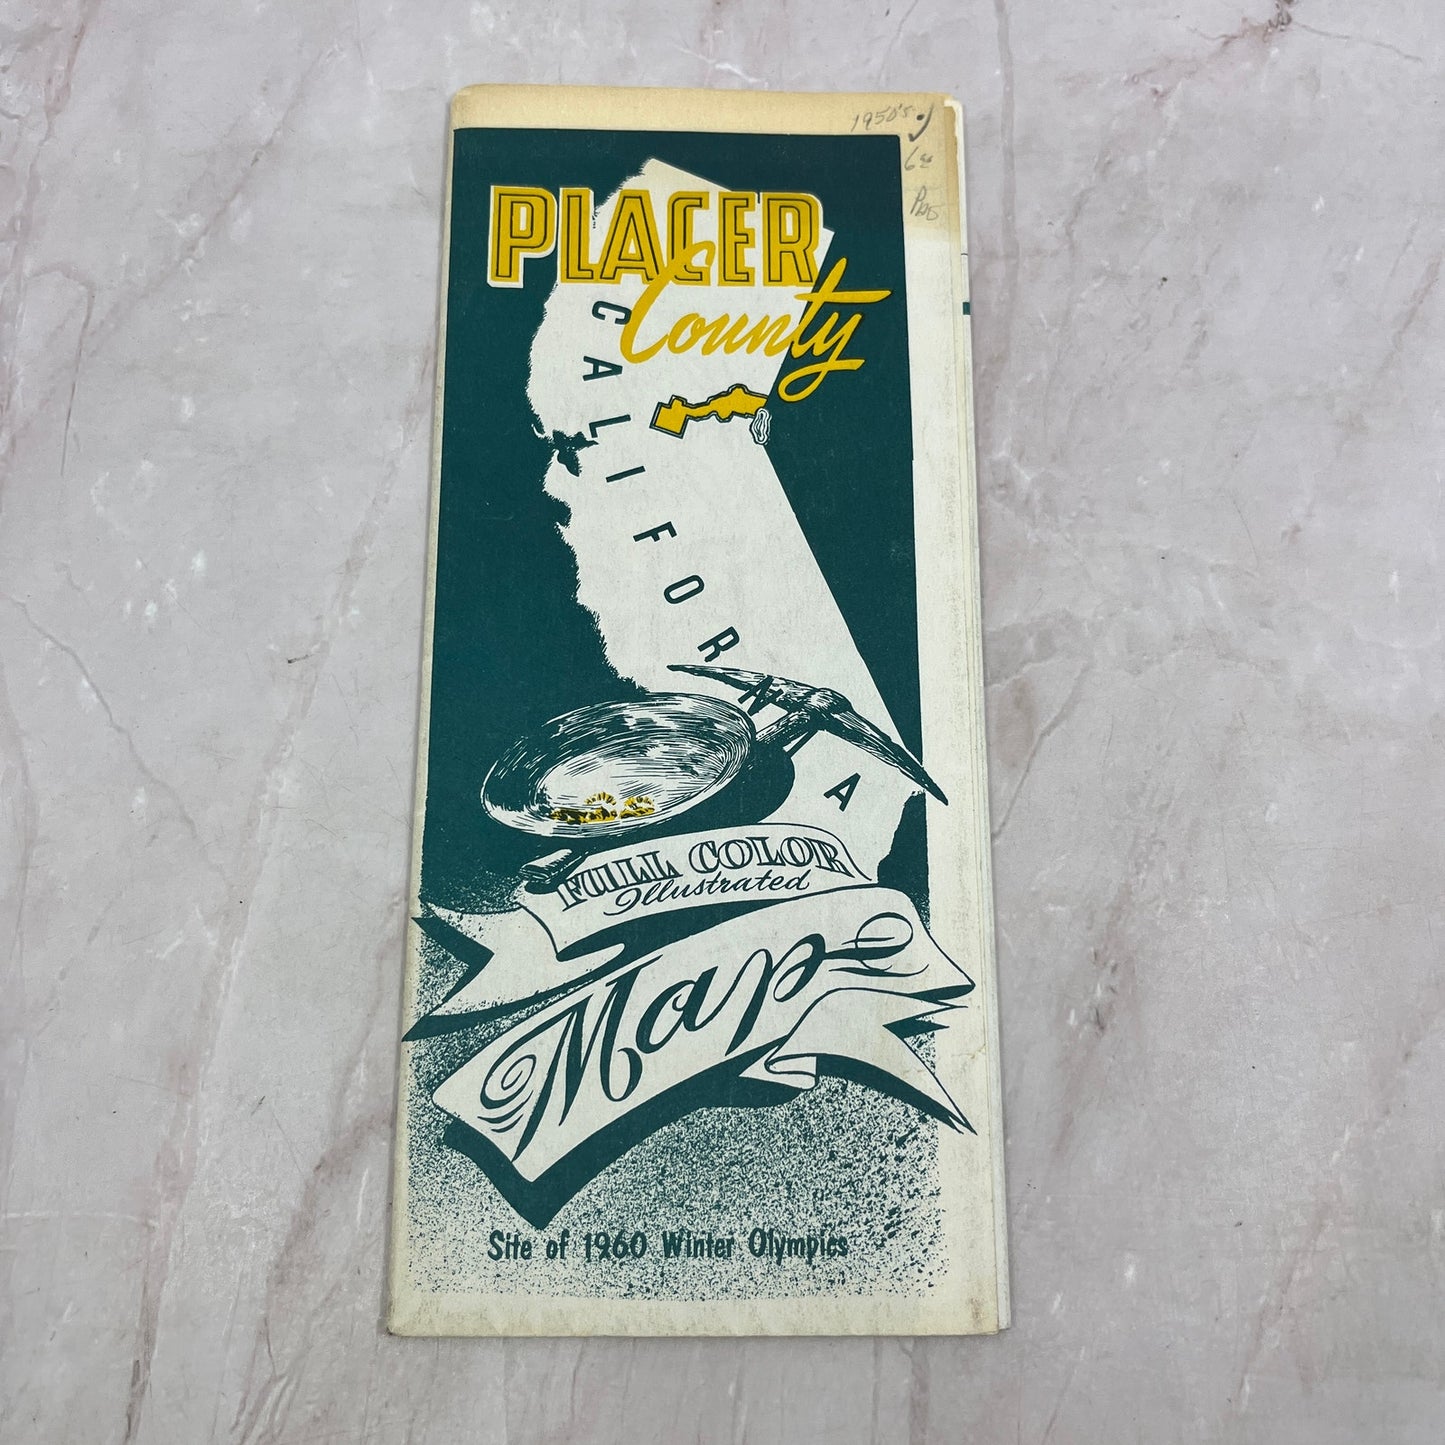 1950's
PLACER
County
CALIFORNIA
FULL COLOR
Illustrated
Map
Site of 1960 Winter Olympics